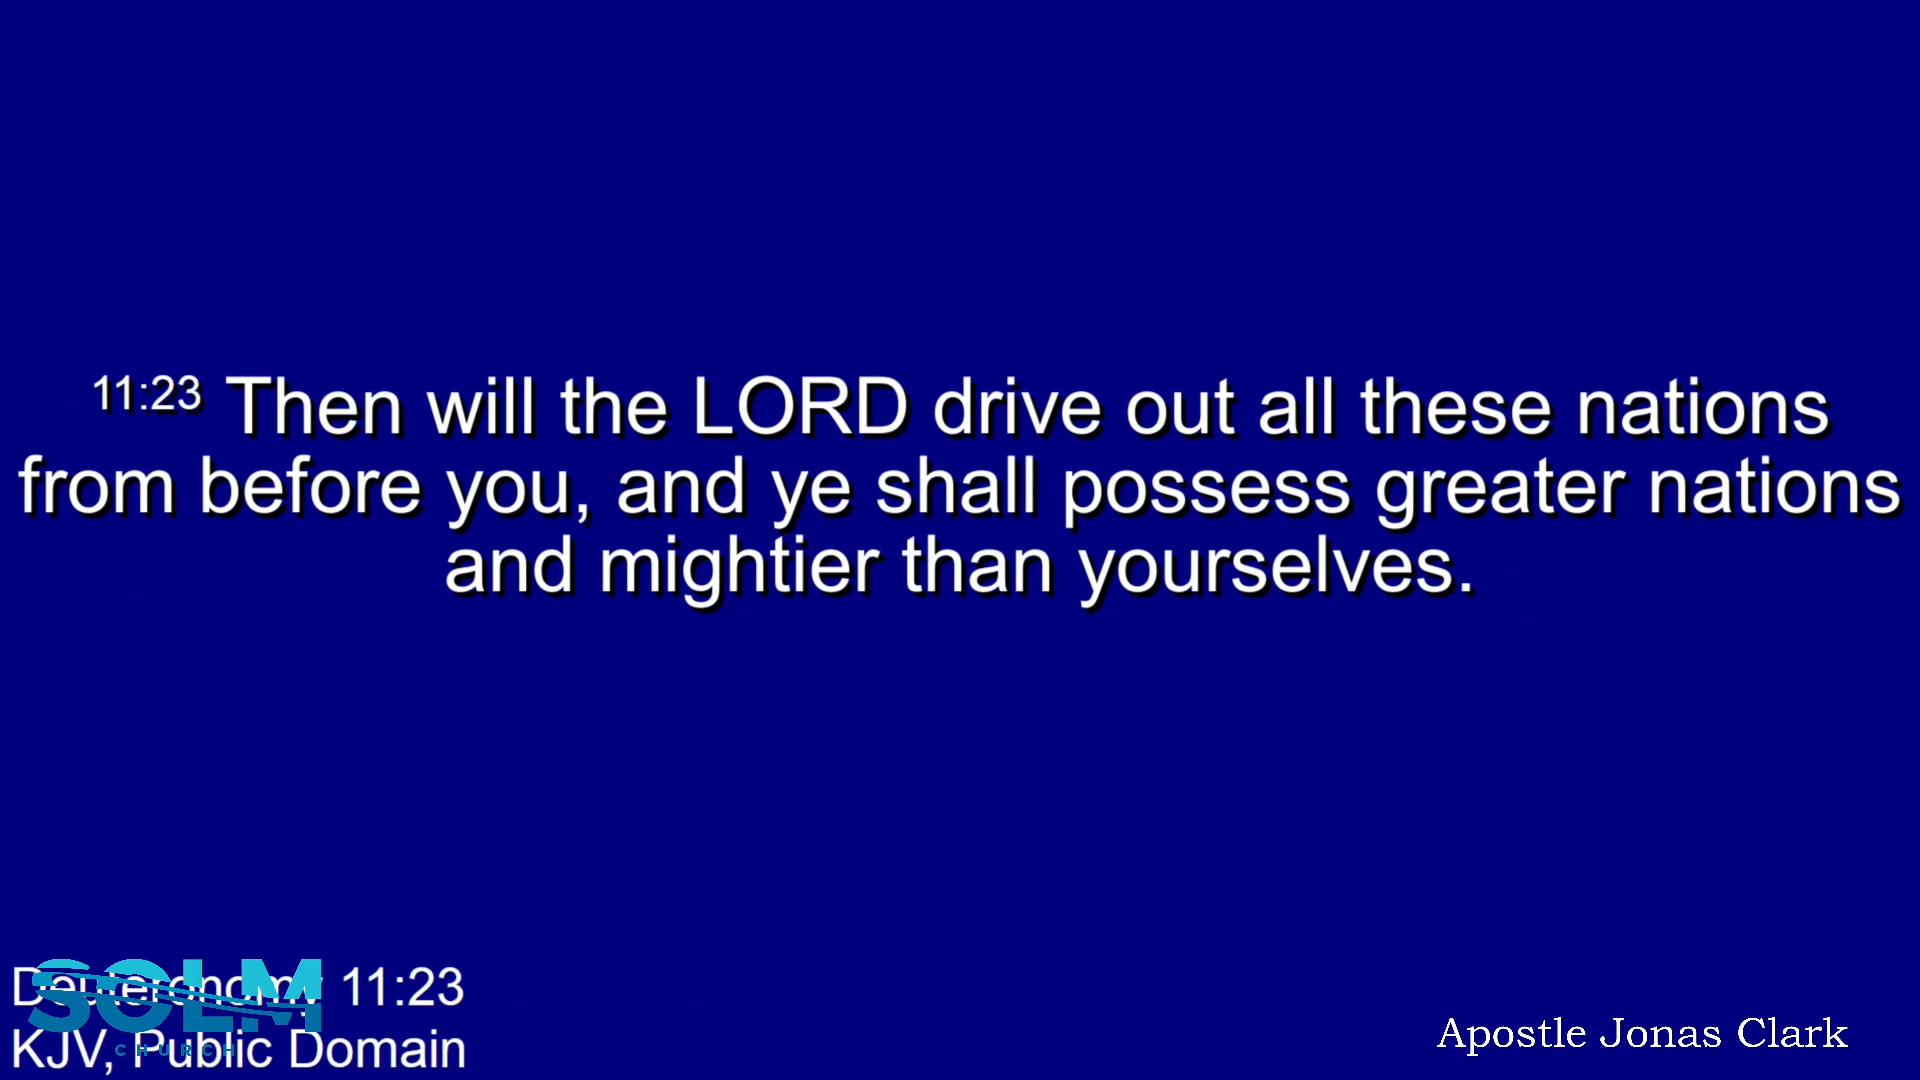 11:23 Then will the LORD drive out all these nations
from before you, and ye shall possess greater nations
and mightier than yourselves.
Deuteronomy 11:23
SOLM
KJV, Public Domain
CHURCH
Apostle Jonas Clark